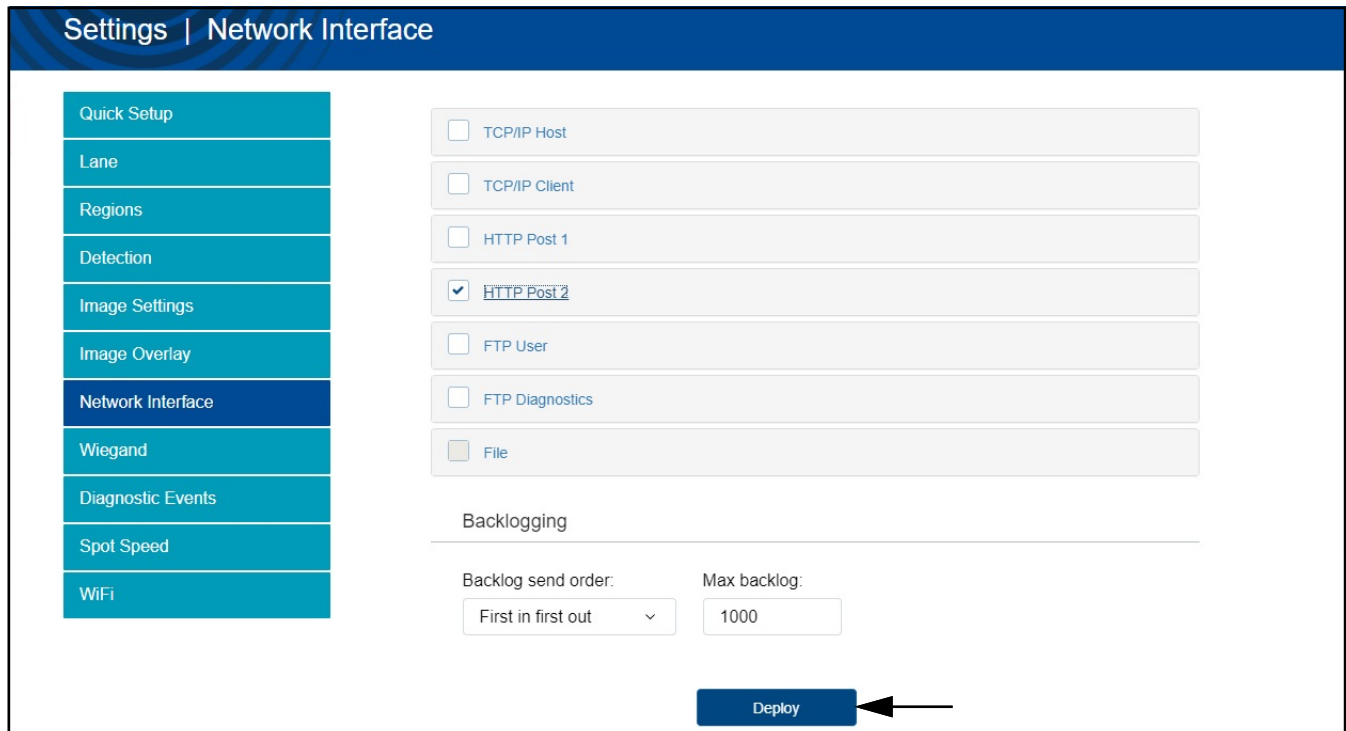 Settings | Network Interface
Quick Setup
Lane
Regions
Detection
Image Settings
Image Overlay
Network Interface
Wiegand
Diagnostic Events
Spot Speed
WiFi
TCP/IP Host
TCP/IP Client
HTTP Post 1
HTTP Post 2
FTP User
FTP Diagnostics
File
Backlogging
Backlog send order: Max backlog:
First in first out 1000
Deploy